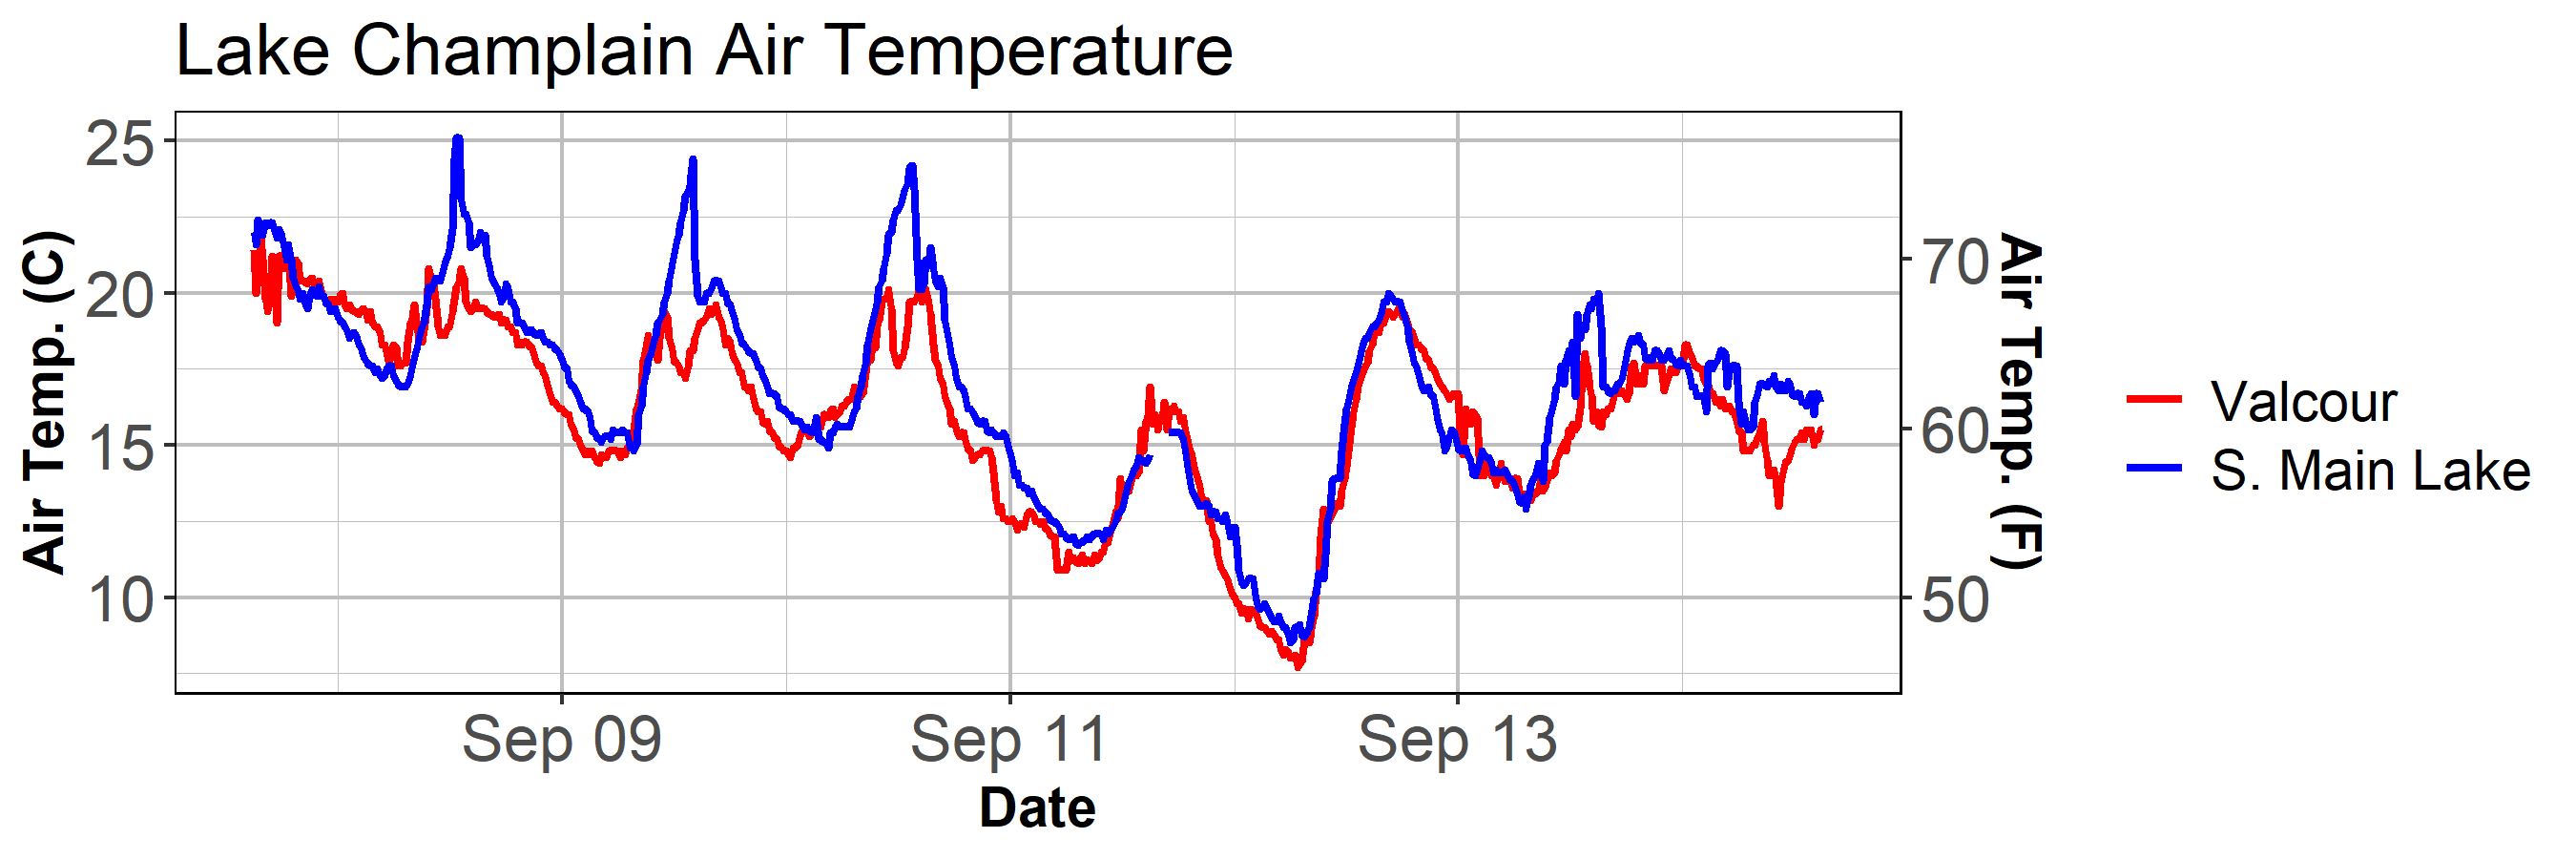 Lake Champlain Air Temperature
Air Temp. (C)
25
20
15
10
70
60
50
Air Temp. (F)
Sep 09
Sep 11
Sep 13
Date
Valcour
S. Main Lake